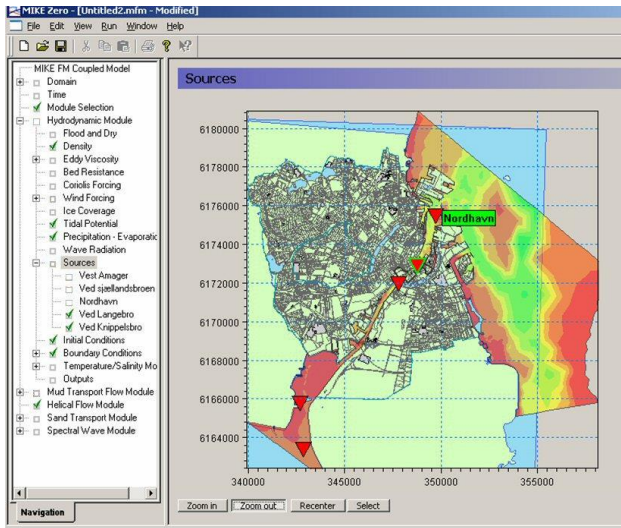 MIKE Zero - [Untitled2.mfm - Modified]
File Edit View Run Window Help
MIKE FM Coupled Model
Domain
Time
Module Selection
Hydrodynamic Module
Flood and Dry
Density
Eddy Viscosity
Bed Resistance
Coriolis Forcing
Wind Forcing
Ice Coverage
Tidal Potential
Precipitation - Evaporatic
Wave Radiation
Sources
Vest Amager
Ved sjællandsbroen
Nordhavn
Ved Langebro
Ved Knippelsbro
Initial Conditions
Boundary Conditions
Temperature/Salinity Mo
Outputs
Mud Transport Flow Module
Helical Flow Module
Sand Transport Module
Spectral Wave Module
Navigation
Sources
6180000
6178000
6176000
Nordhavn
6174000
6172000
6170000
6168000
6166000
6164000
340000 345000 350000 355000
Zoom in Zoom out Recenter Select